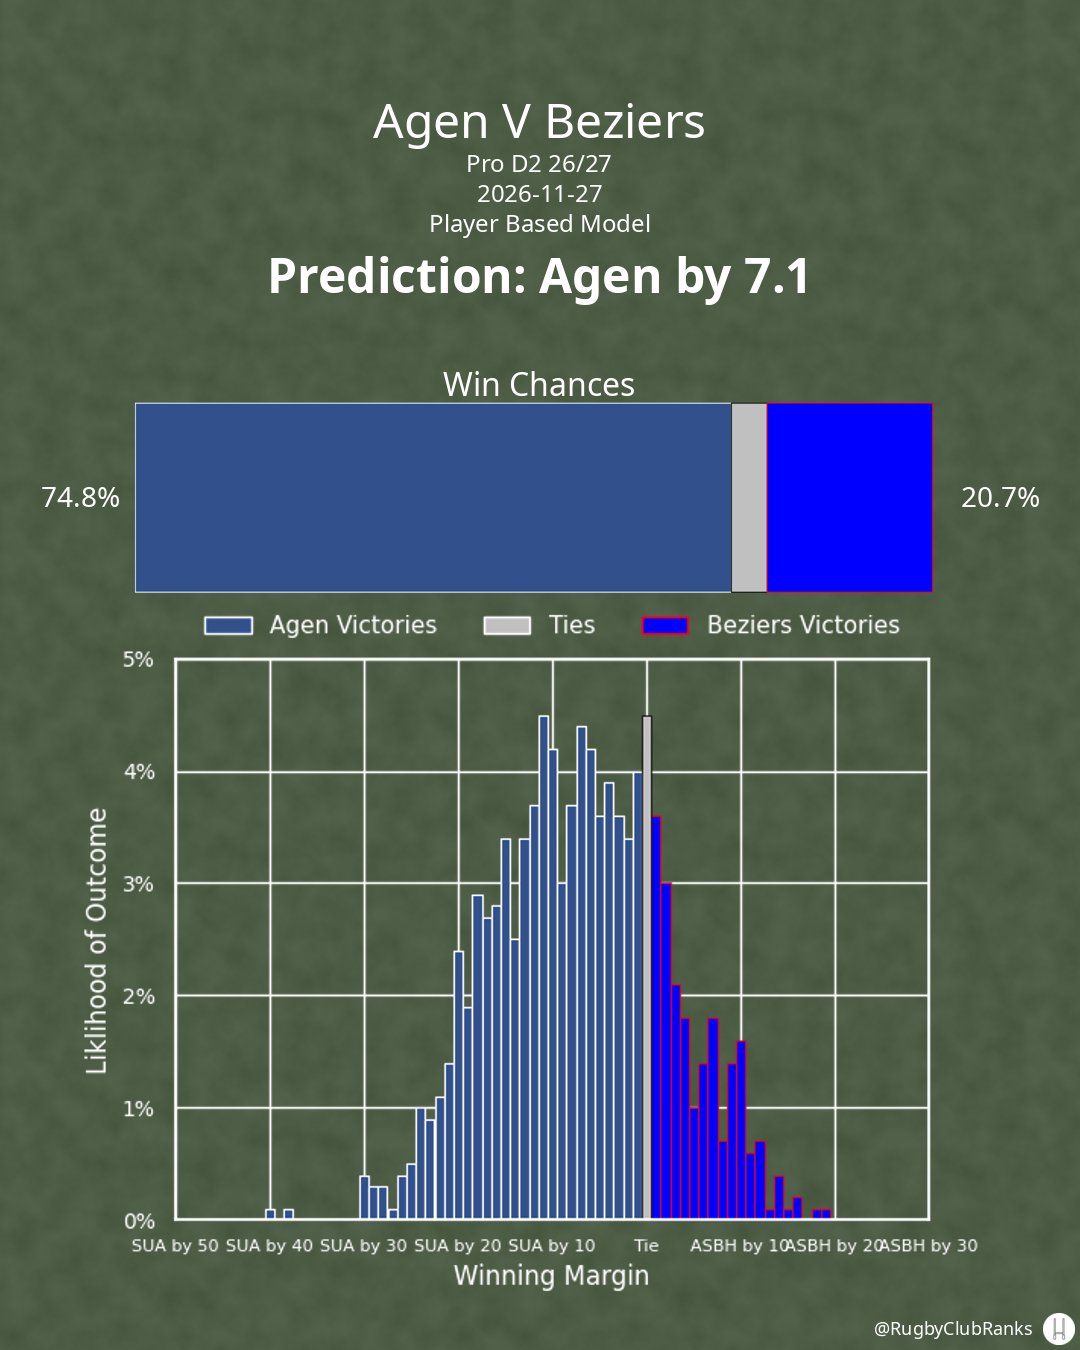 Agen V Beziers
Pro D2 26/27
2026-11-27
Player Based Model
Prediction: Agen by 7.1
Win Chances
74.8%
20.7%
Agen Victories
Ties
Beziers Victories
5%
4%
3%
2%
1%
0%
Liklihood of Outcome
SUA by 50
SUA by 40
SUA by 30
SUA by 20
SUA by 10
Tie
ASBH by 10
ASBH by 20
ASBH by 30
Winning Margin
@RugbyClubRanks